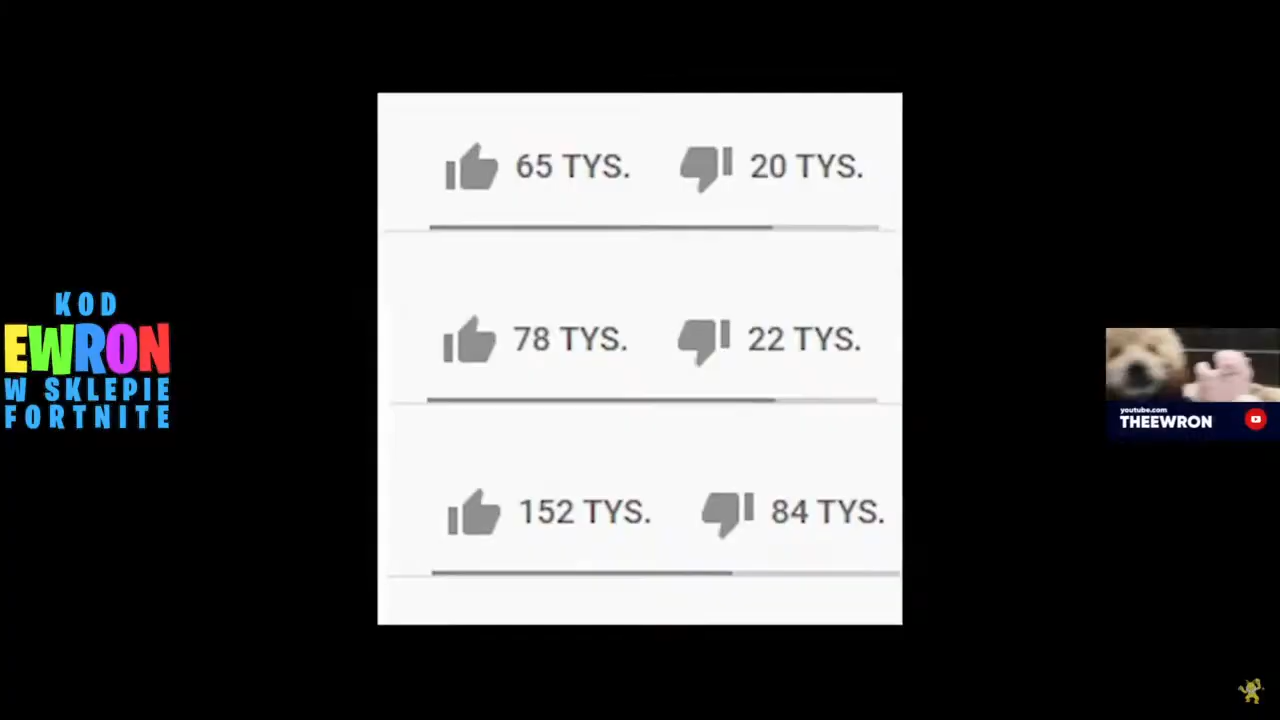 65 TYS. 20 TYS.
78 TYS. 22 TYS.
152 TYS. 84 TYS.
KOD
EWRON
W SKLEPIE
FORTNITE
youtube.com
THEEWRON